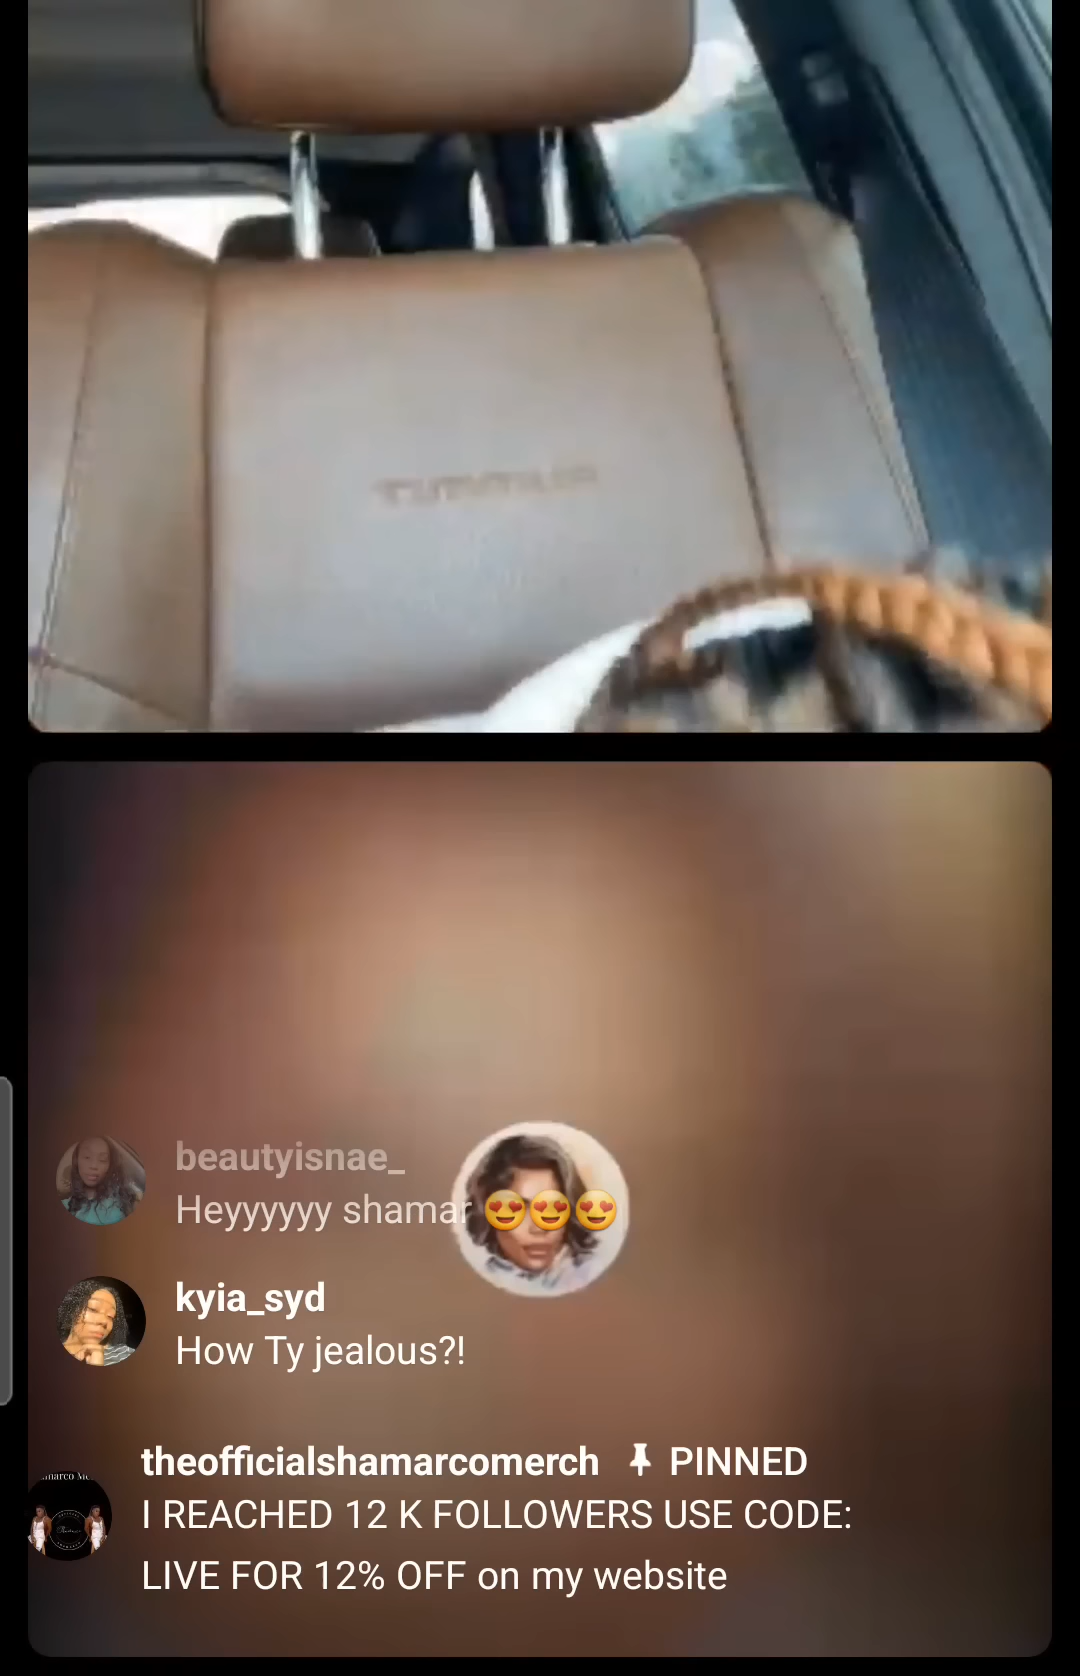 beautyisnae_
Heyyyyyy shamar 😍😍😍
kyia_syd
How Ty jealous?!
theofficialshamarcomerch 📌 PINNED
I REACHED 12 K FOLLOWERS USE CODE:
LIVE FOR 12% OFF on my website